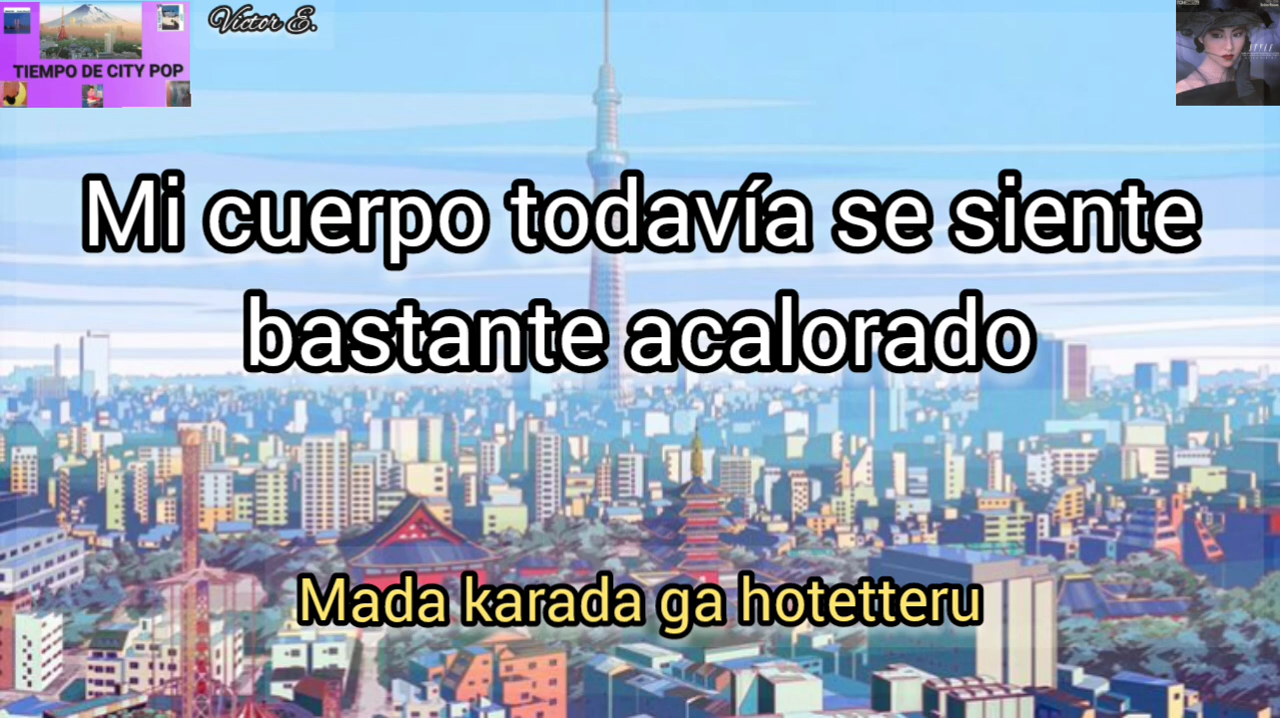 Victor E.
TIEMPO DE CITY POP
Mi cuerpo todavía se siente
bastante acalorado
Mada karada ga hotetteru